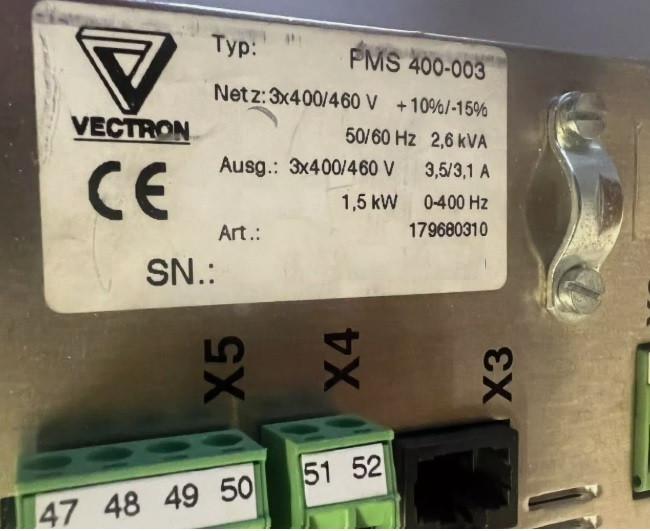 VECTRON
CE
Typ: PMS 400-003
Netz: 3x400/460 V +10%/-15%
50/60 Hz 2,6 kVA
Ausg.: 3x400/460 V 3,5/3,1 A
1,5 kW 0-400 Hz
Art.: 179680310
SN.:
X5 X4 X3
47 48 49 50 51 52